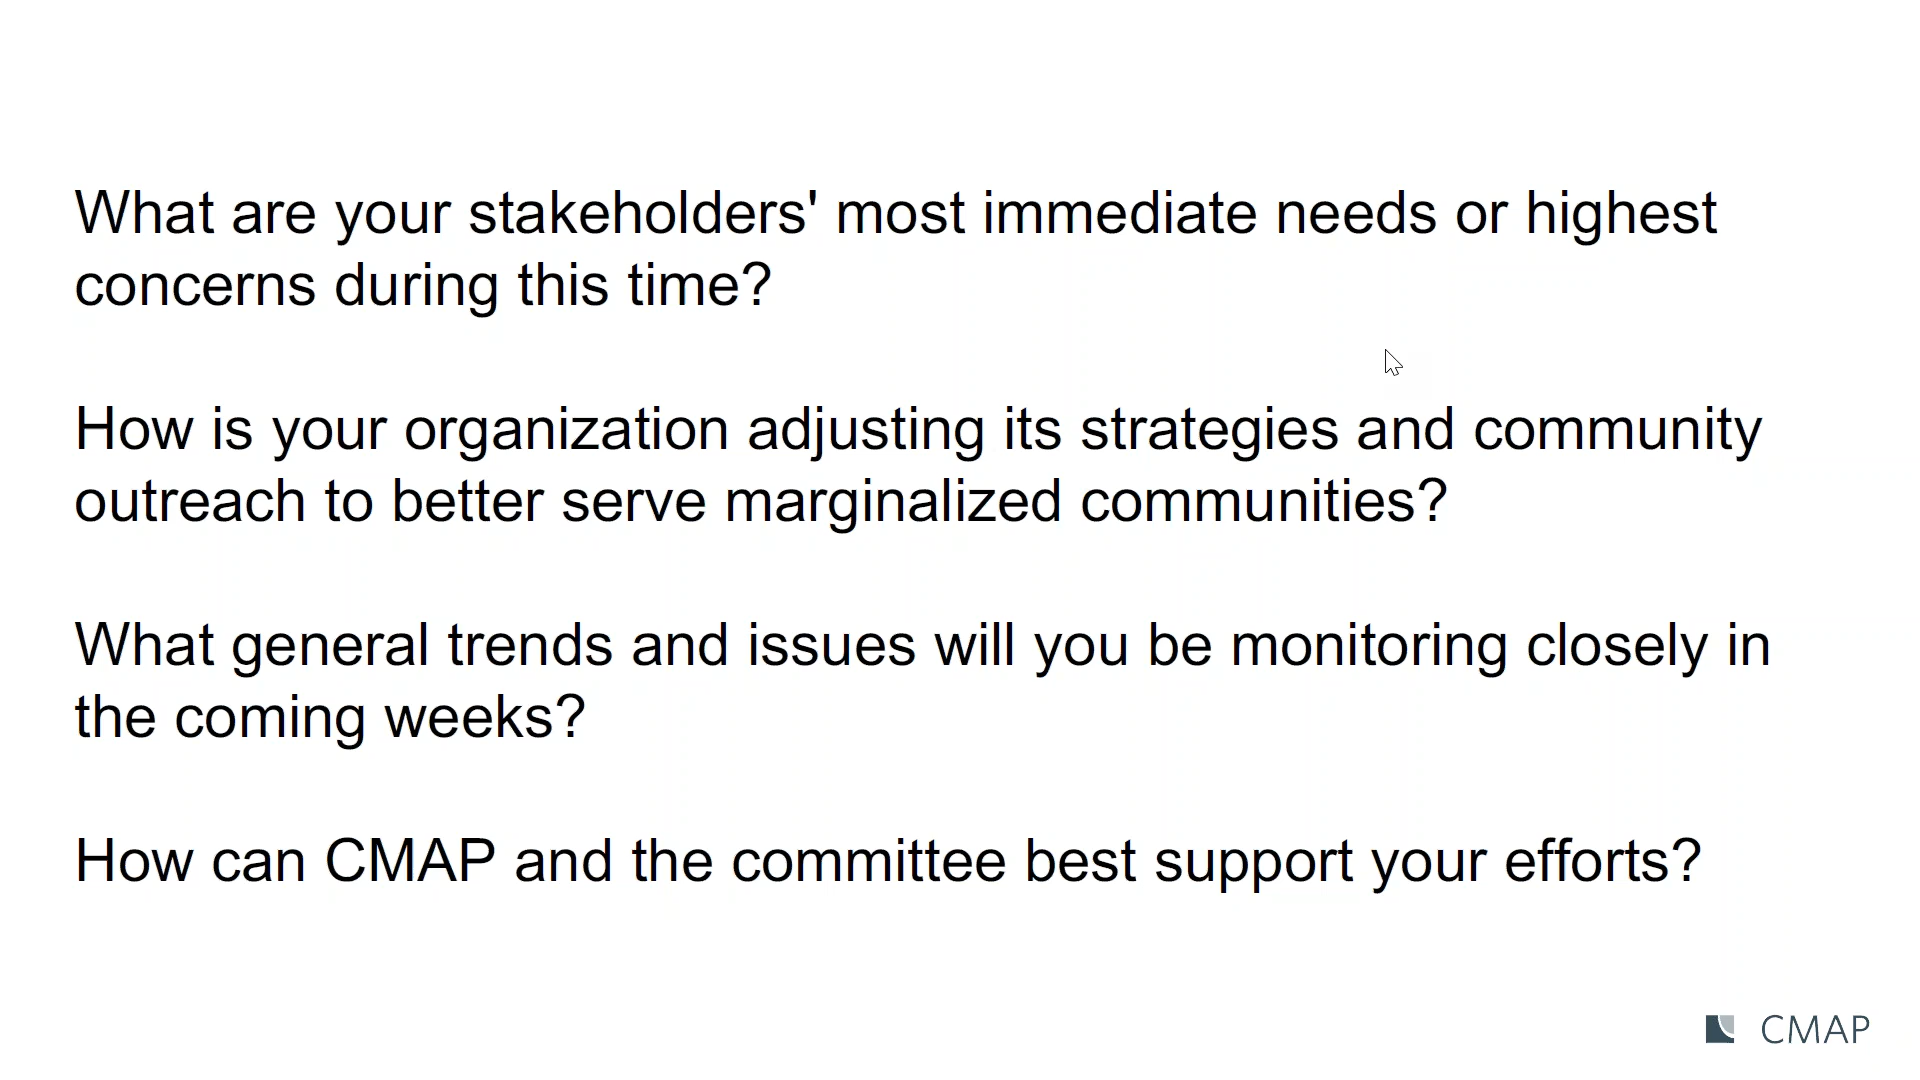 What are your stakeholders' most immediate needs or highest
concerns during this time?
How is your organization adjusting its strategies and community
outreach to better serve marginalized communities?
What general trends and issues will you be monitoring closely in
the coming weeks?
How can CMAP and the committee best support your efforts?
CMAP